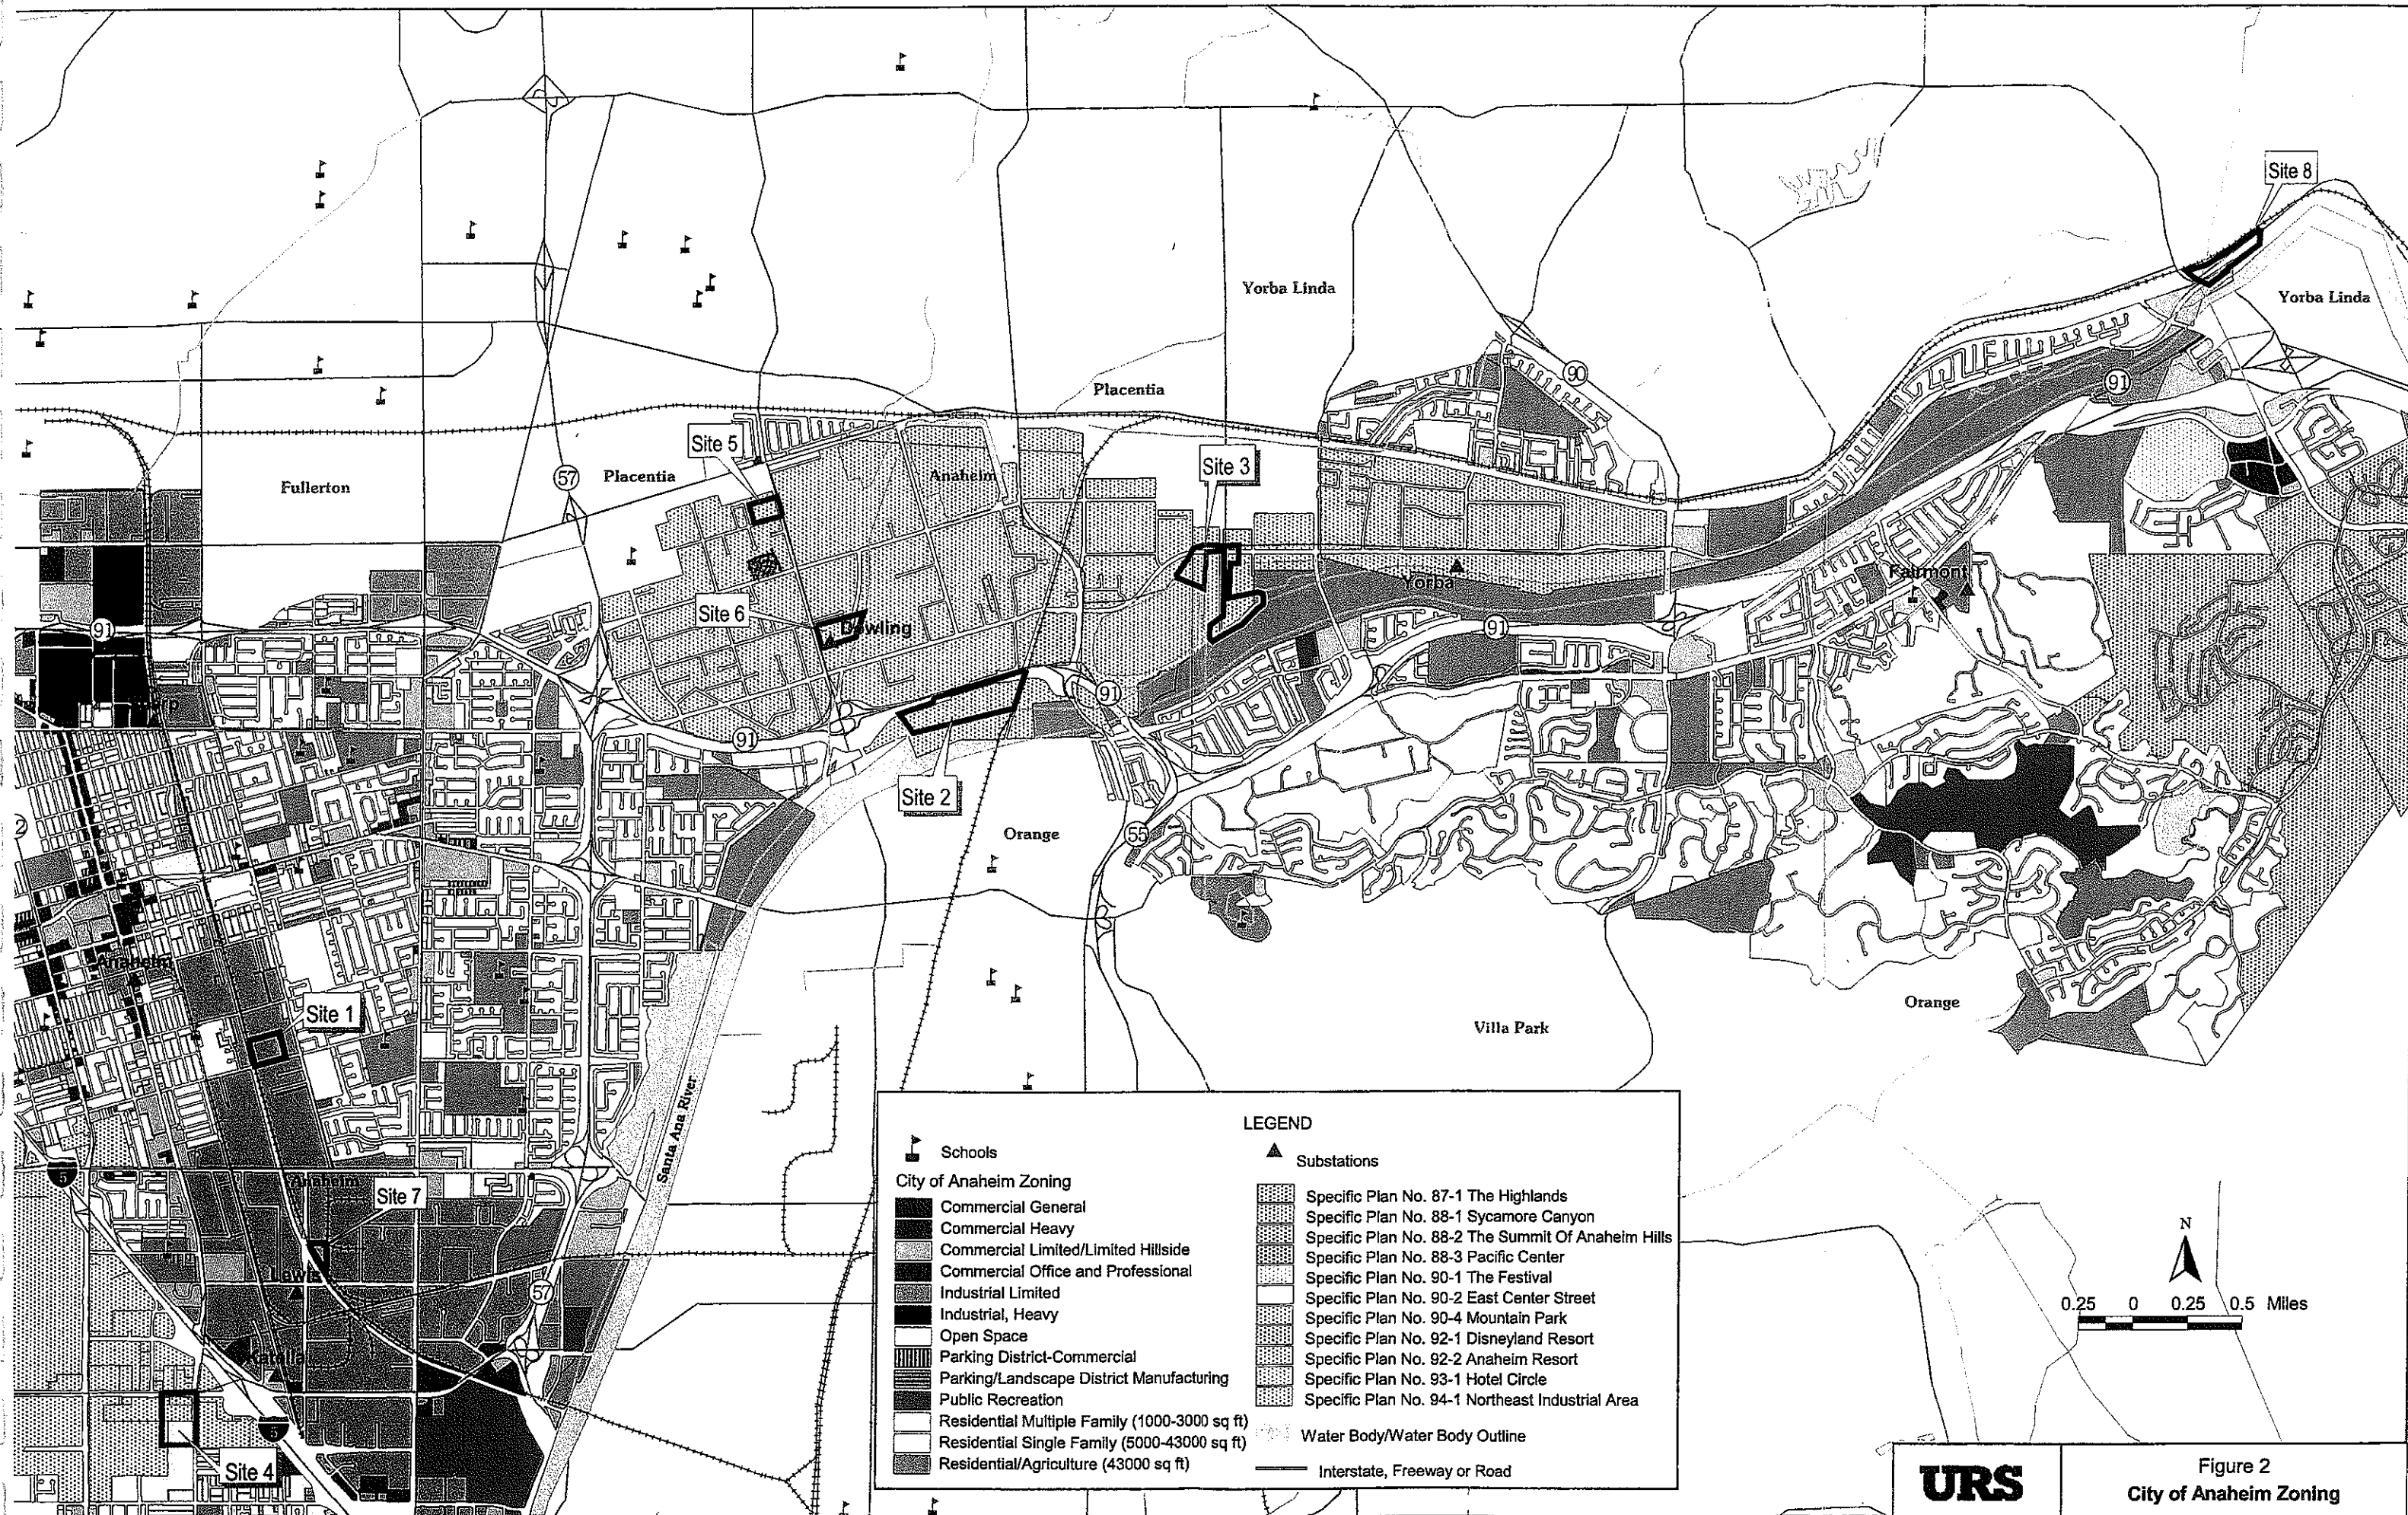 Site 8
Yorba Linda
Yorba Linda
90
91
Placentia
Site 5
Site 3
57
Placentia
Anaheim
Fullerton
Yorba
Fairmont
Site 6
Dowling
91
91
91
91
Site 2
2
Orange
55
Anaheim
Site 1
Orange
Villa Park
Santa Ana River
5
Anaheim
Site 7
Lewis
57
Katella
5
Site 4
LEGEND
Schools
City of Anaheim Zoning
Commercial General
Commercial Heavy
Commercial Limited/Limited Hillside
Commercial Office and Professional
Industrial Limited
Industrial, Heavy
Open Space
Parking District-Commercial
Parking/Landscape District Manufacturing
Public Recreation
Residential Multiple Family (1000-3000 sq ft)
Residential Single Family (5000-43000 sq ft)
Residential/Agriculture (43000 sq ft)
Substations
Specific Plan No. 87-1 The Highlands
Specific Plan No. 88-1 Sycamore Canyon
Specific Plan No. 88-2 The Summit Of Anaheim Hills
Specific Plan No. 88-3 Pacific Center
Specific Plan No. 90-1 The Festival
Specific Plan No. 90-2 East Center Street
Specific Plan No. 90-4 Mountain Park
Specific Plan No. 92-1 Disneyland Resort
Specific Plan No. 92-2 Anaheim Resort
Specific Plan No. 93-1 Hotel Circle
Specific Plan No. 94-1 Northeast Industrial Area
Water Body/Water Body Outline
Interstate, Freeway or Road
N
0.25 0 0.25 0.5 Miles
URS
Figure 2
City of Anaheim Zoning